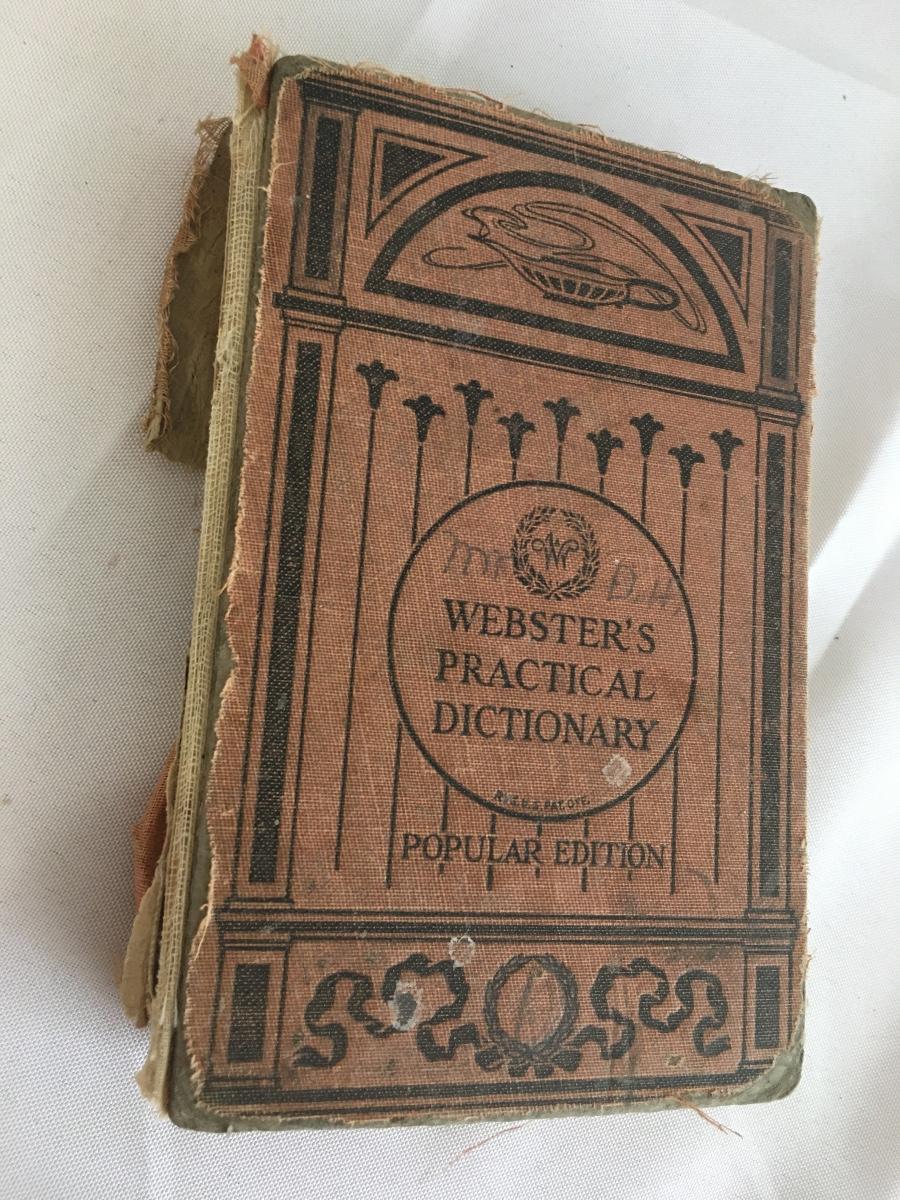 W
WEBSTER'S
PRACTICAL
DICTIONARY
POPULAR EDITION